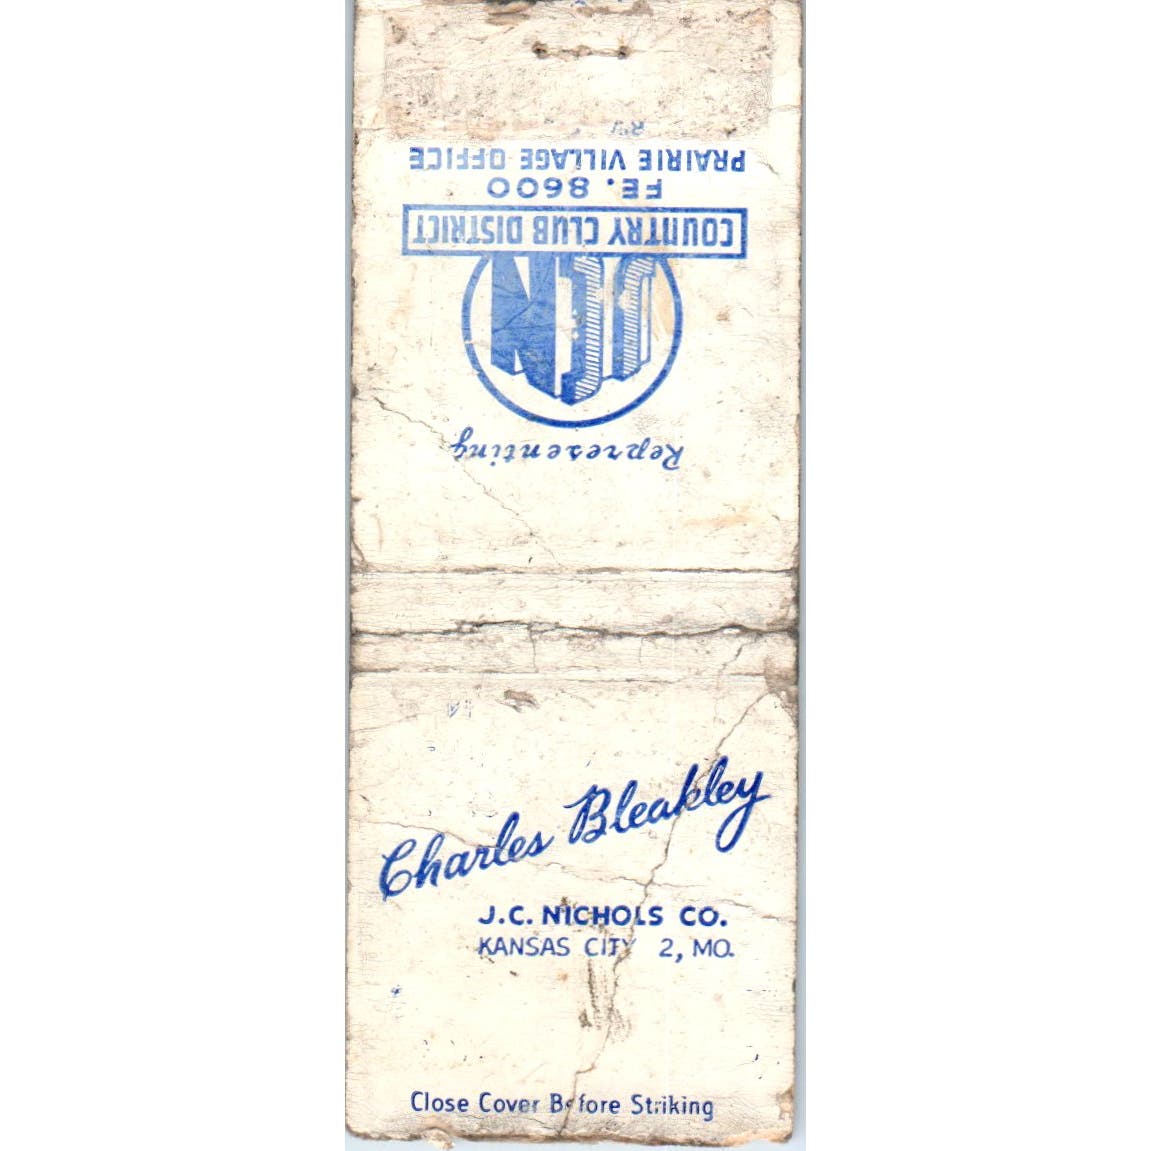 Representing
JCN
COUNTRY CLUB DISTRICT
FE. 8600
PRAIRIE VILLAGE OFFICE
Charles Bleakley
J.C. NICHOLS CO.
KANSAS CITY 2, MO.
Close Cover Before Striking